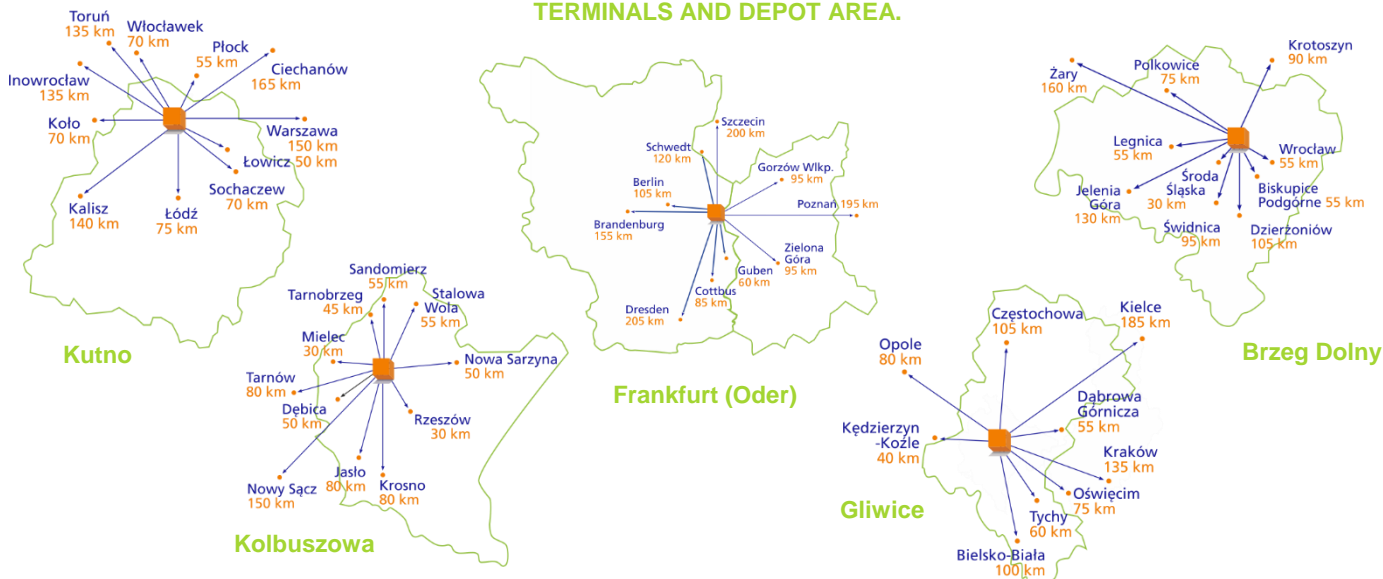 TERMINALS AND DEPOT AREA.
Toruń
135 km
Włocławek
70 km
Płock
55 km
Ciechanów
165 km
Inowrocław
135 km
Koło
70 km
Warszawa
150 km
Łowicz 50 km
Sochaczew
70 km
Łódź
75 km
Kalisz
140 km
Kutno
Sandomierz
55 km
Tarnobrzeg
45 km
Stalowa
Wola
55 km
Mielec
30 km
Nowa Sarzyna
50 km
Tarnów
80 km
Dębica
50 km
Rzeszów
30 km
Jasło
80 km
Krosno
80 km
Nowy Sącz
150 km
Kolbuszowa
Szczecin
200 km
Schwedt
120 km
Gorzów Wlkp.
95 km
Berlin
105 km
Poznań 195 km
Brandenburg
155 km
Zielona
Góra
95 km
Guben
60 km
Cottbus
85 km
Dresden
205 km
Frankfurt (Oder)
Krotoszyn
90 km
Polkowice
75 km
Żary
160 km
Legnica
55 km
Wrocław
55 km
Środa
Śląska
30 km
Biskupice
Podgórne 55 km
Jelenia
Góra
130 km
Świdnica
95 km
Dzierżoniów
105 km
Brzeg Dolny
Częstochowa
105 km
Kielce
185 km
Opole
80 km
Dąbrowa
Górnicza
55 km
Kędzierzyn
-Koźle
40 km
Kraków
135 km
Oświęcim
75 km
Tychy
60 km
Bielsko-Biała
100 km
Gliwice